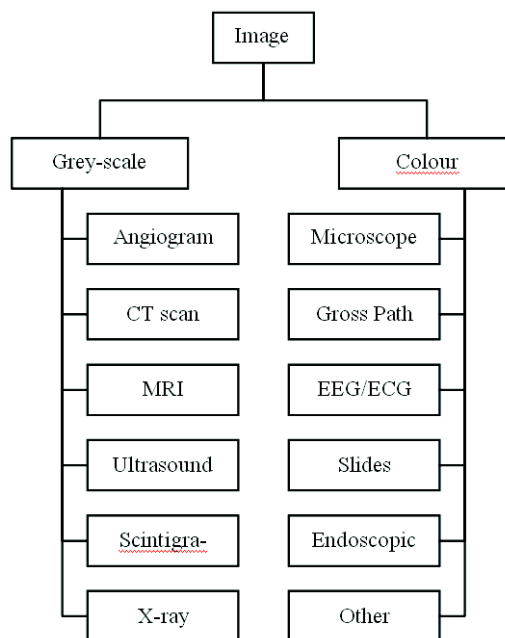 Image
Grey-scale
Colour
Angiogram
CT scan
MRI
Ultrasound
Scintigra-
X-ray
Microscope
Gross Path
EEG/ECG
Slides
Endoscopic
Other